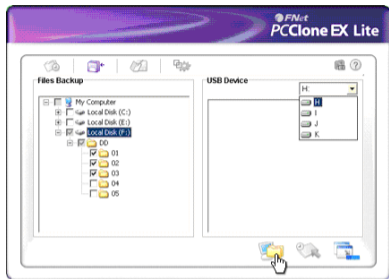 FNet
PCClone EX Lite
Files Backup
USB Device
H:
My Computer
Local Disk (C:)
Local Disk (E:)
Local Disk (F:)
DD
01
02
03
04
05
H
I
J
K